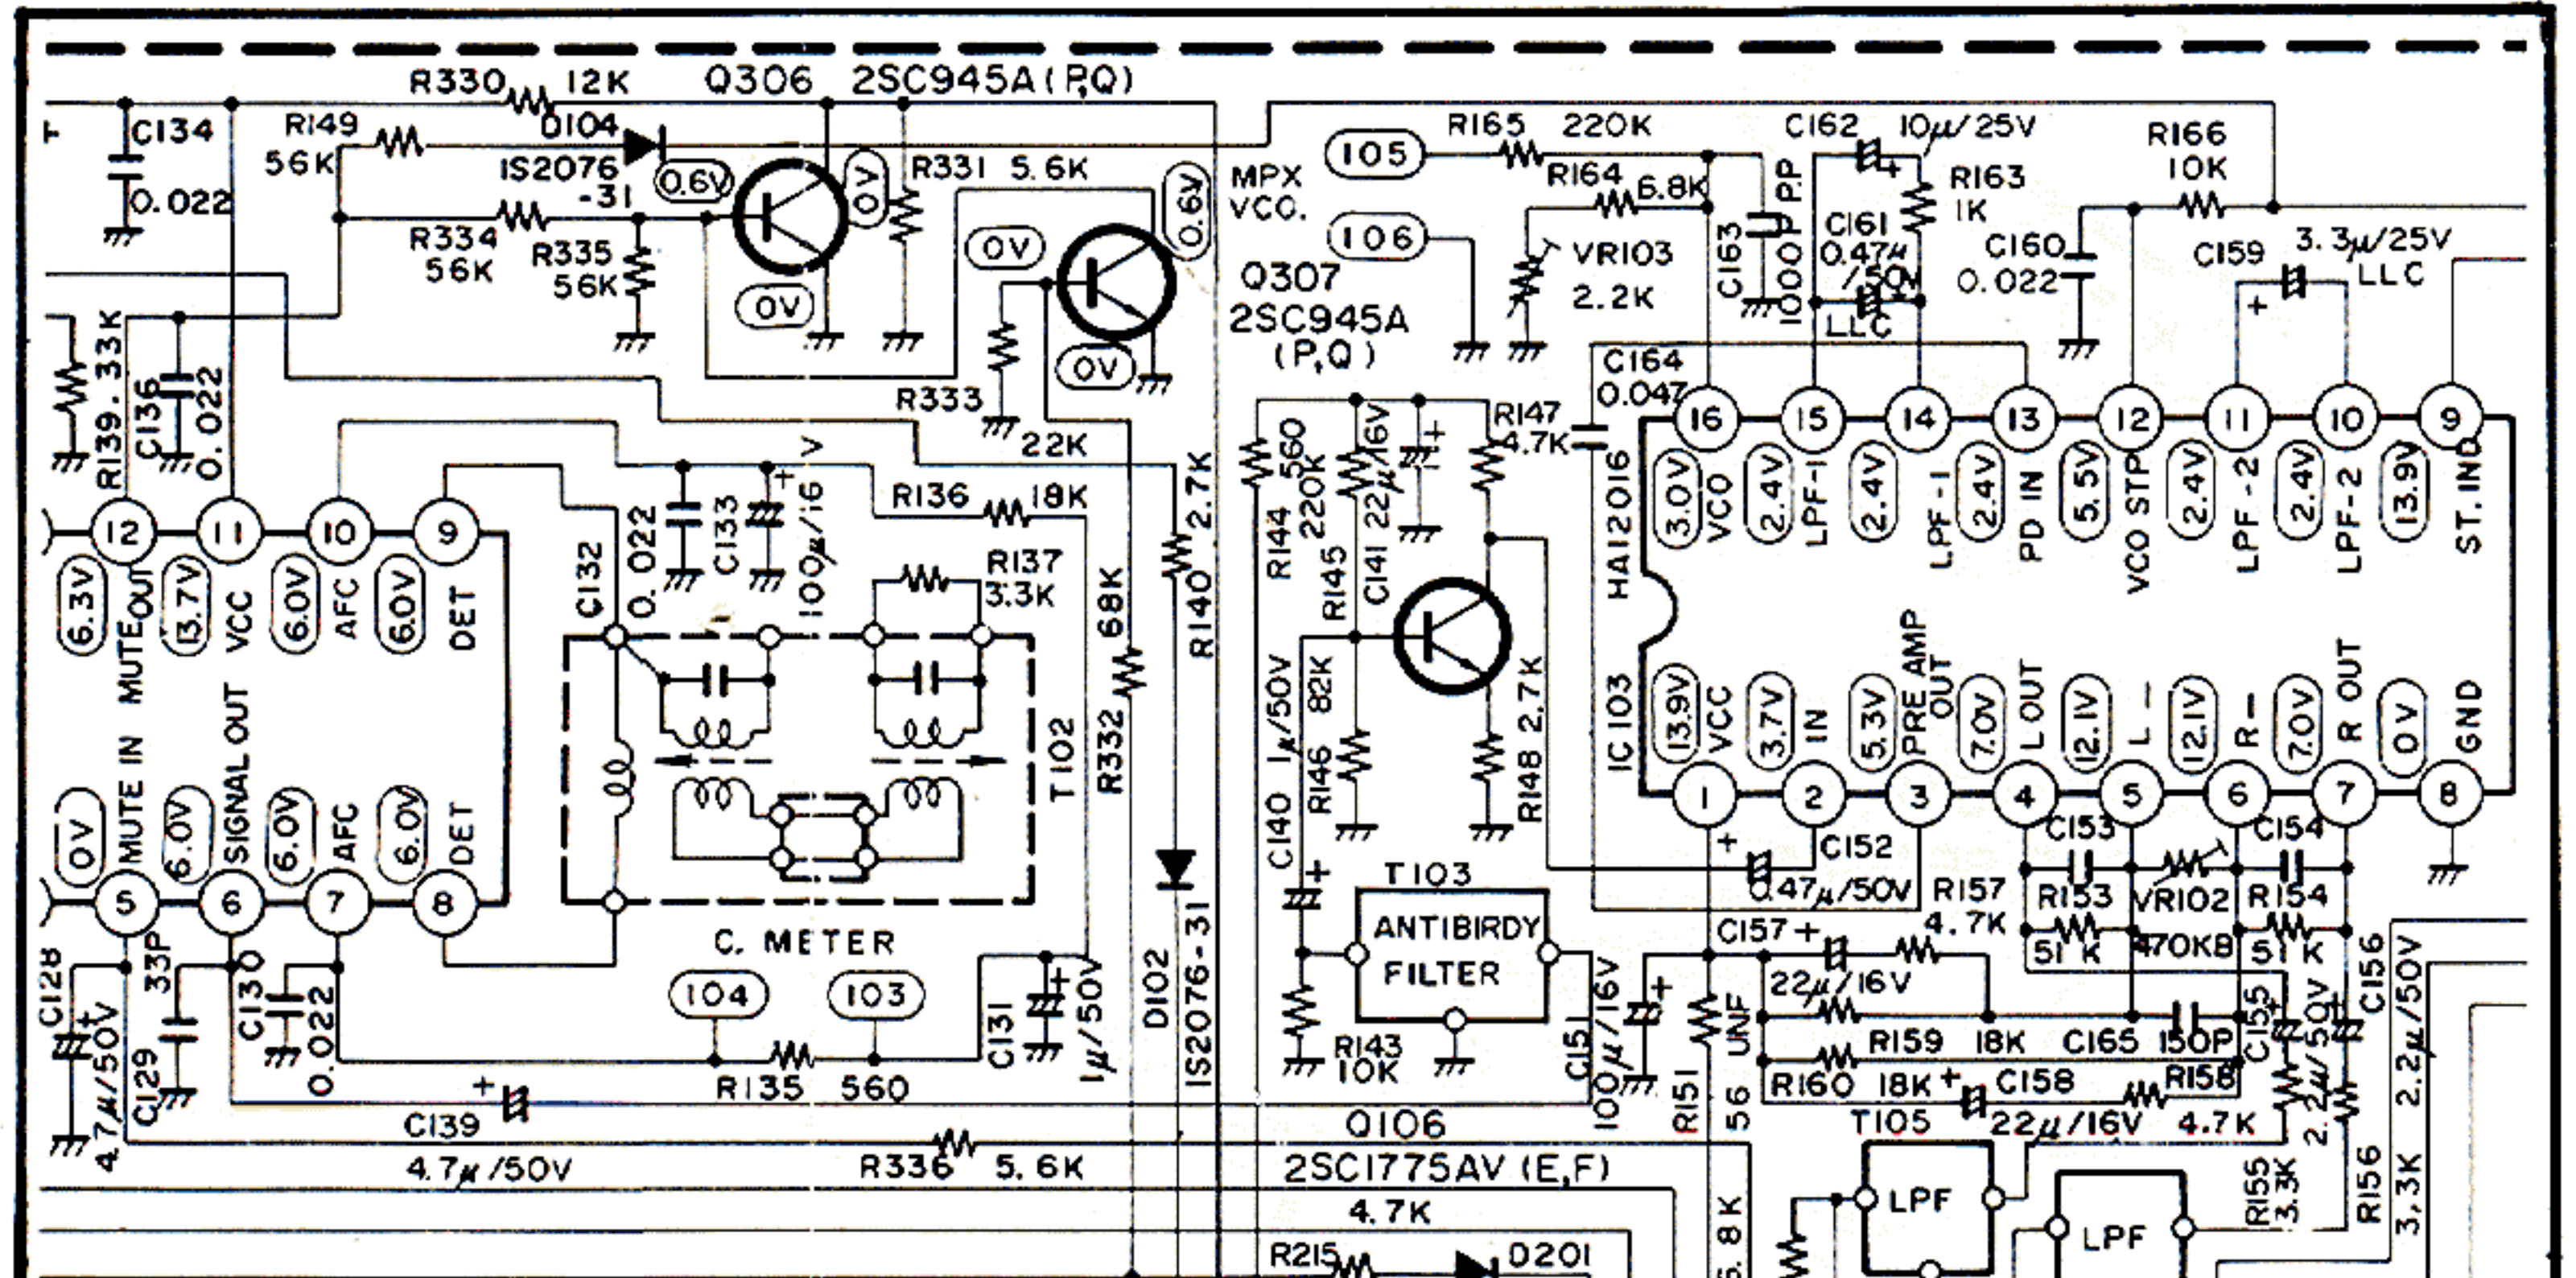 R330 12K Q306 2SC945A (P,Q)
C134
0.022
R149
56K
D104
1S2076
-31
0.6V
0V
R331 5.6K
0.6V
MPX
VCO.
105
R165 220K
R164
6.8K
C162 10μ/25V
R163
1K
R166
10K
R334
56K
R335
56K
0V
0V
0V
106
Q307
2SC945A
(P,Q)
VR103
2.2K
C163
1000P P.P
C161
0.47μ
/50V
LLC
C160
0.022
C159
3.3μ/25V
LLC
R139. 33K
C136
0.022
R333
22K
C164
0.047
R147
4.7K
560
R144
220K
R145
22μ/16V
C141
R136 18K
R137
3.3K
C132
0.022
C133
100μ/16V
R140 2.7K
68K
R332
HA12016
IC103
16 15 14 13 12 11 10 9
3.0V VCO
2.4V LPF-1
2.4V LPF-1
2.4V PD IN
5.5V VCO STP
2.4V LPF-2
2.4V LPF-2
13.9V ST. IND
12 11 10 9
6.3V MUTE OUT
13.7V VCC
6.0V AFC
6.0V DET
0V MUTE IN
6.0V SIGNAL OUT
6.0V AFC
6.0V DET
5 6 7 8
T102
C140 1μ/50V
R146 82K
R148 2.7K
13.9V VCC
3.7V IN
5.3V PRE AMP OUT
7.0V L OUT
12.1V L -
12.1V R -
7.0V R OUT
0V GND
1 2 3 4 5 6 7 8
C152
0.47μ/50V
C153
C154
R153
51K
VR102
470KB
R154
51K
R157
4.7K
C157
22μ/16V
T103
ANTIBIRDY
FILTER
C. METER
104
103
C128
4.7μ/50V
33P
C129
C130
0.022
C131
1μ/50V
D102
1S2076-31
R143
10K
C151
100μ/16V
R151
56 UNF
R159 18K
C165 150P
R160 18K
C158
22μ/16V
R158
4.7K
C155
2.2μ/50V
C156
2.2μ/50V
R135 560
C139
4.7μ/50V
R336 5.6K
Q106
2SC1775AV (E,F)
4.7K
R215
D201
T105
LPF
LPF
R155
3.3K
R156
3.3K